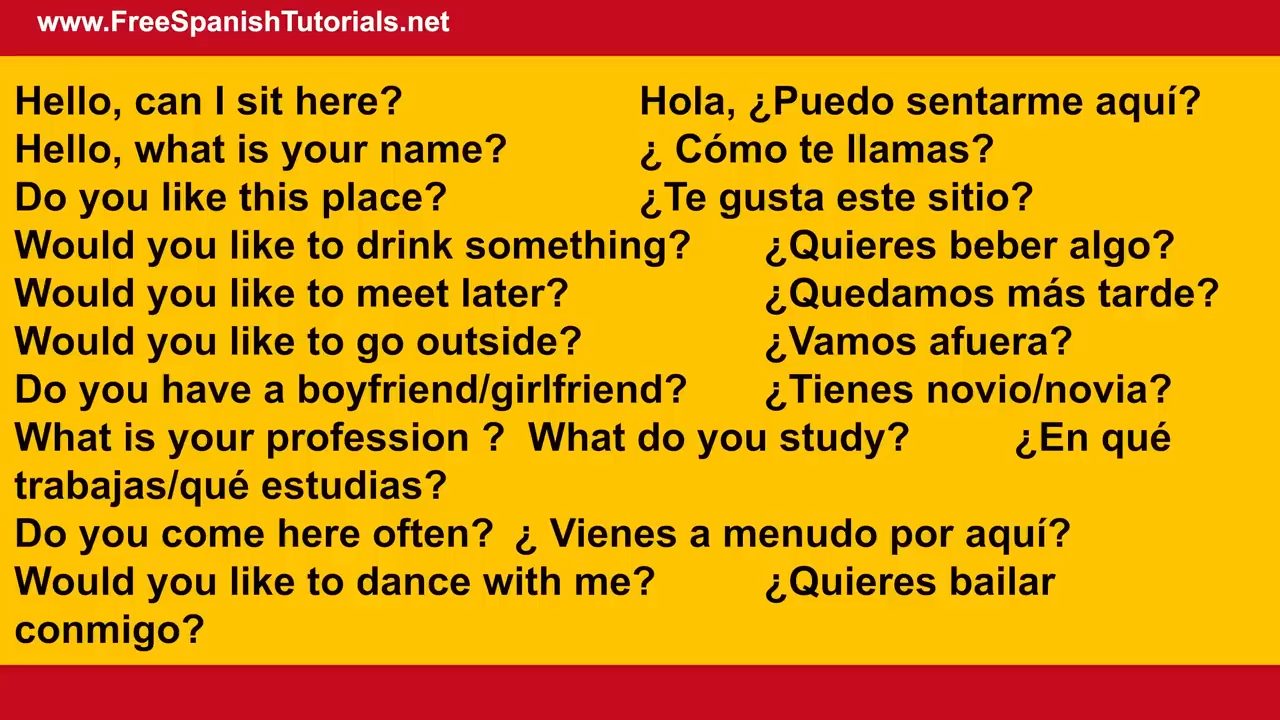 www.FreeSpanishTutorials.net
Hello, can I sit here? Hola, ¿Puedo sentarme aquí?
Hello, what is your name? ¿ Cómo te llamas?
Do you like this place? ¿Te gusta este sitio?
Would you like to drink something? ¿Quieres beber algo?
Would you like to meet later? ¿Quedamos más tarde?
Would you like to go outside? ¿Vamos afuera?
Do you have a boyfriend/girlfriend? ¿Tienes novio/novia?
What is your profession ? What do you study? ¿En qué
trabajas/qué estudias?
Do you come here often? ¿ Vienes a menudo por aquí?
Would you like to dance with me? ¿Quieres bailar
conmigo?